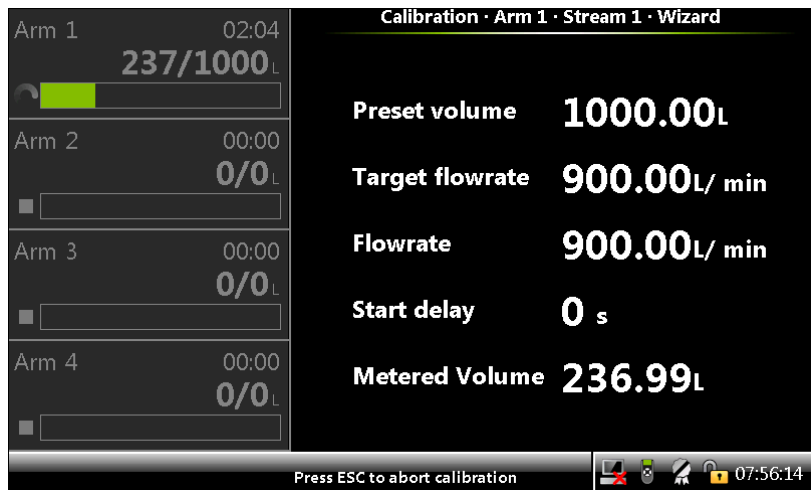 Calibration · Arm 1 · Stream 1 · Wizard
Arm 1 02:04
237/1000L
Arm 2 00:00
0/0L
Arm 3 00:00
0/0L
Arm 4 00:00
0/0L
Preset volume 1000.00L
Target flowrate 900.00L/ min
Flowrate 900.00L/ min
Start delay 0 s
Metered Volume 236.99L
Press ESC to abort calibration
07:56:14